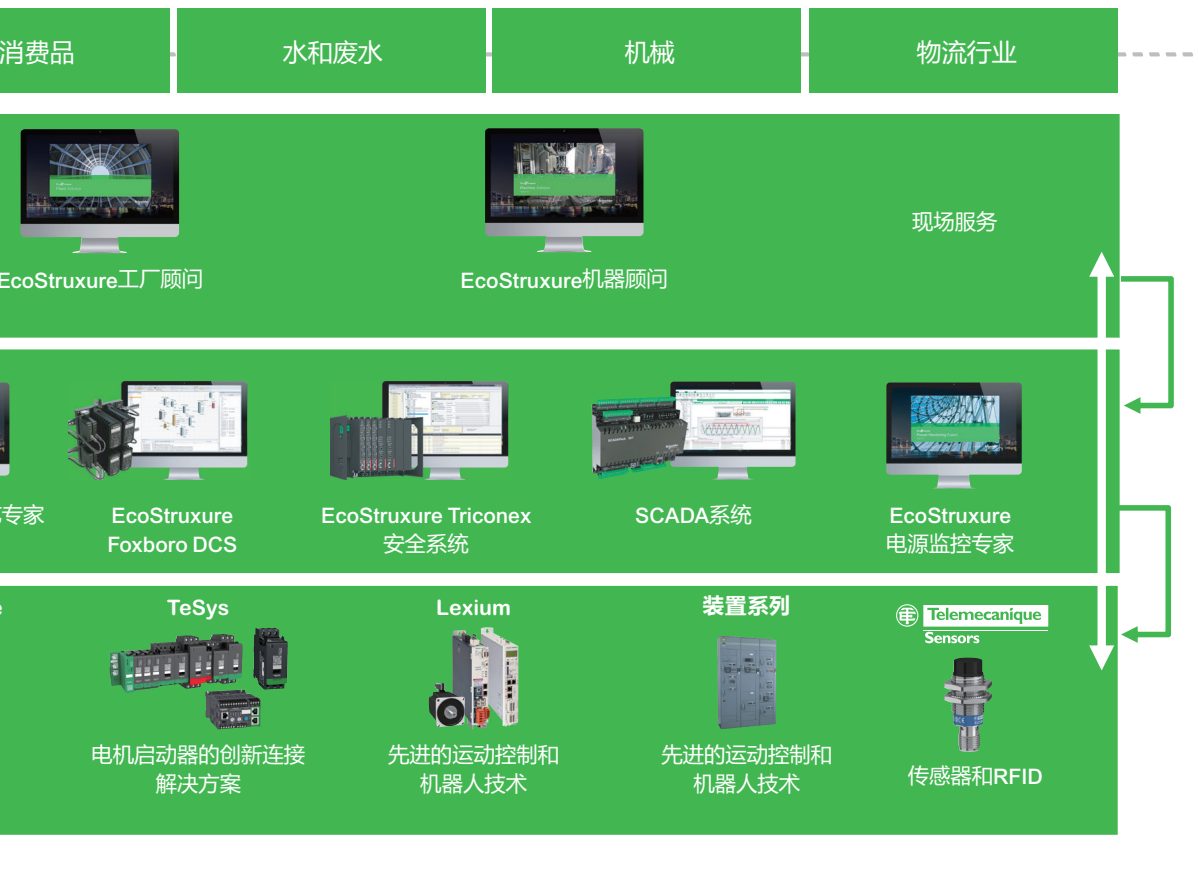 消费品
水和废水
机械
物流行业
EcoStruxure工厂顾问
EcoStruxure机器顾问
现场服务
专家
EcoStruxure
Foxboro DCS
EcoStruxure Triconex
安全系统
SCADA系统
EcoStruxure
电源监控专家
e
TeSys
Lexium
装置系列
Telemecanique
Sensors
电机启动器的创新连接
解决方案
先进的运动控制和
机器人技术
先进的运动控制和
机器人技术
传感器和RFID